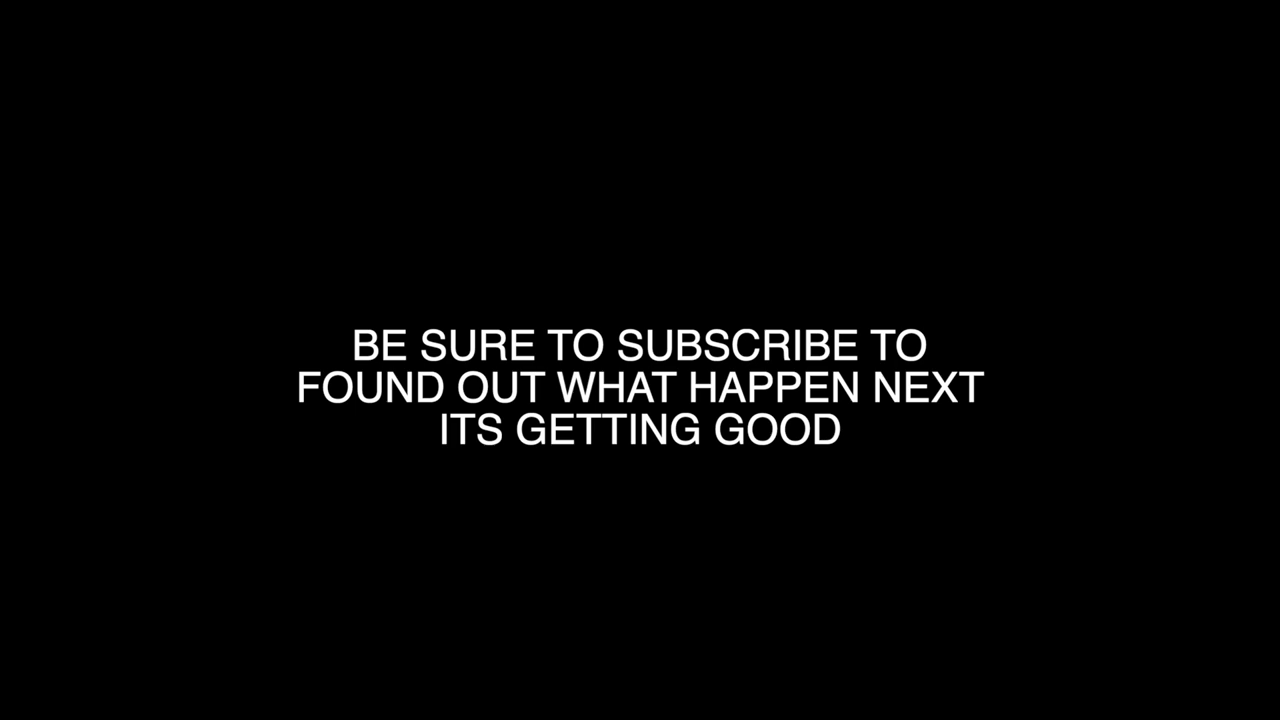 BE SURE TO SUBSCRIBE TO
FOUND OUT WHAT HAPPEN NEXT
ITS GETTING GOOD